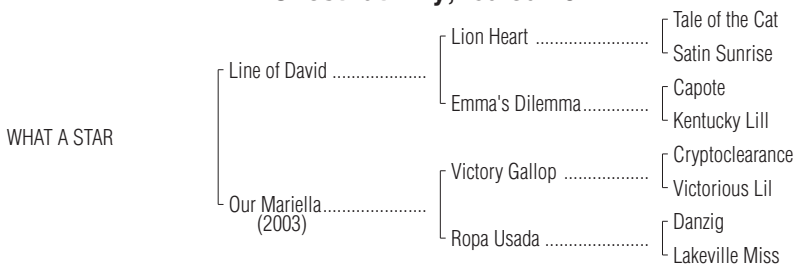 Tale of the Cat
Lion Heart ......................
Satin Sunrise
Line of David ....................
Capote
Emma's Dilemma..............
Kentucky Lill
WHAT A STAR
Cryptoclearance
Victory Gallop ..................
Victorious Lil
Our Mariella......................
(2003)
Danzig
Ropa Usada ......................
Lakeville Miss